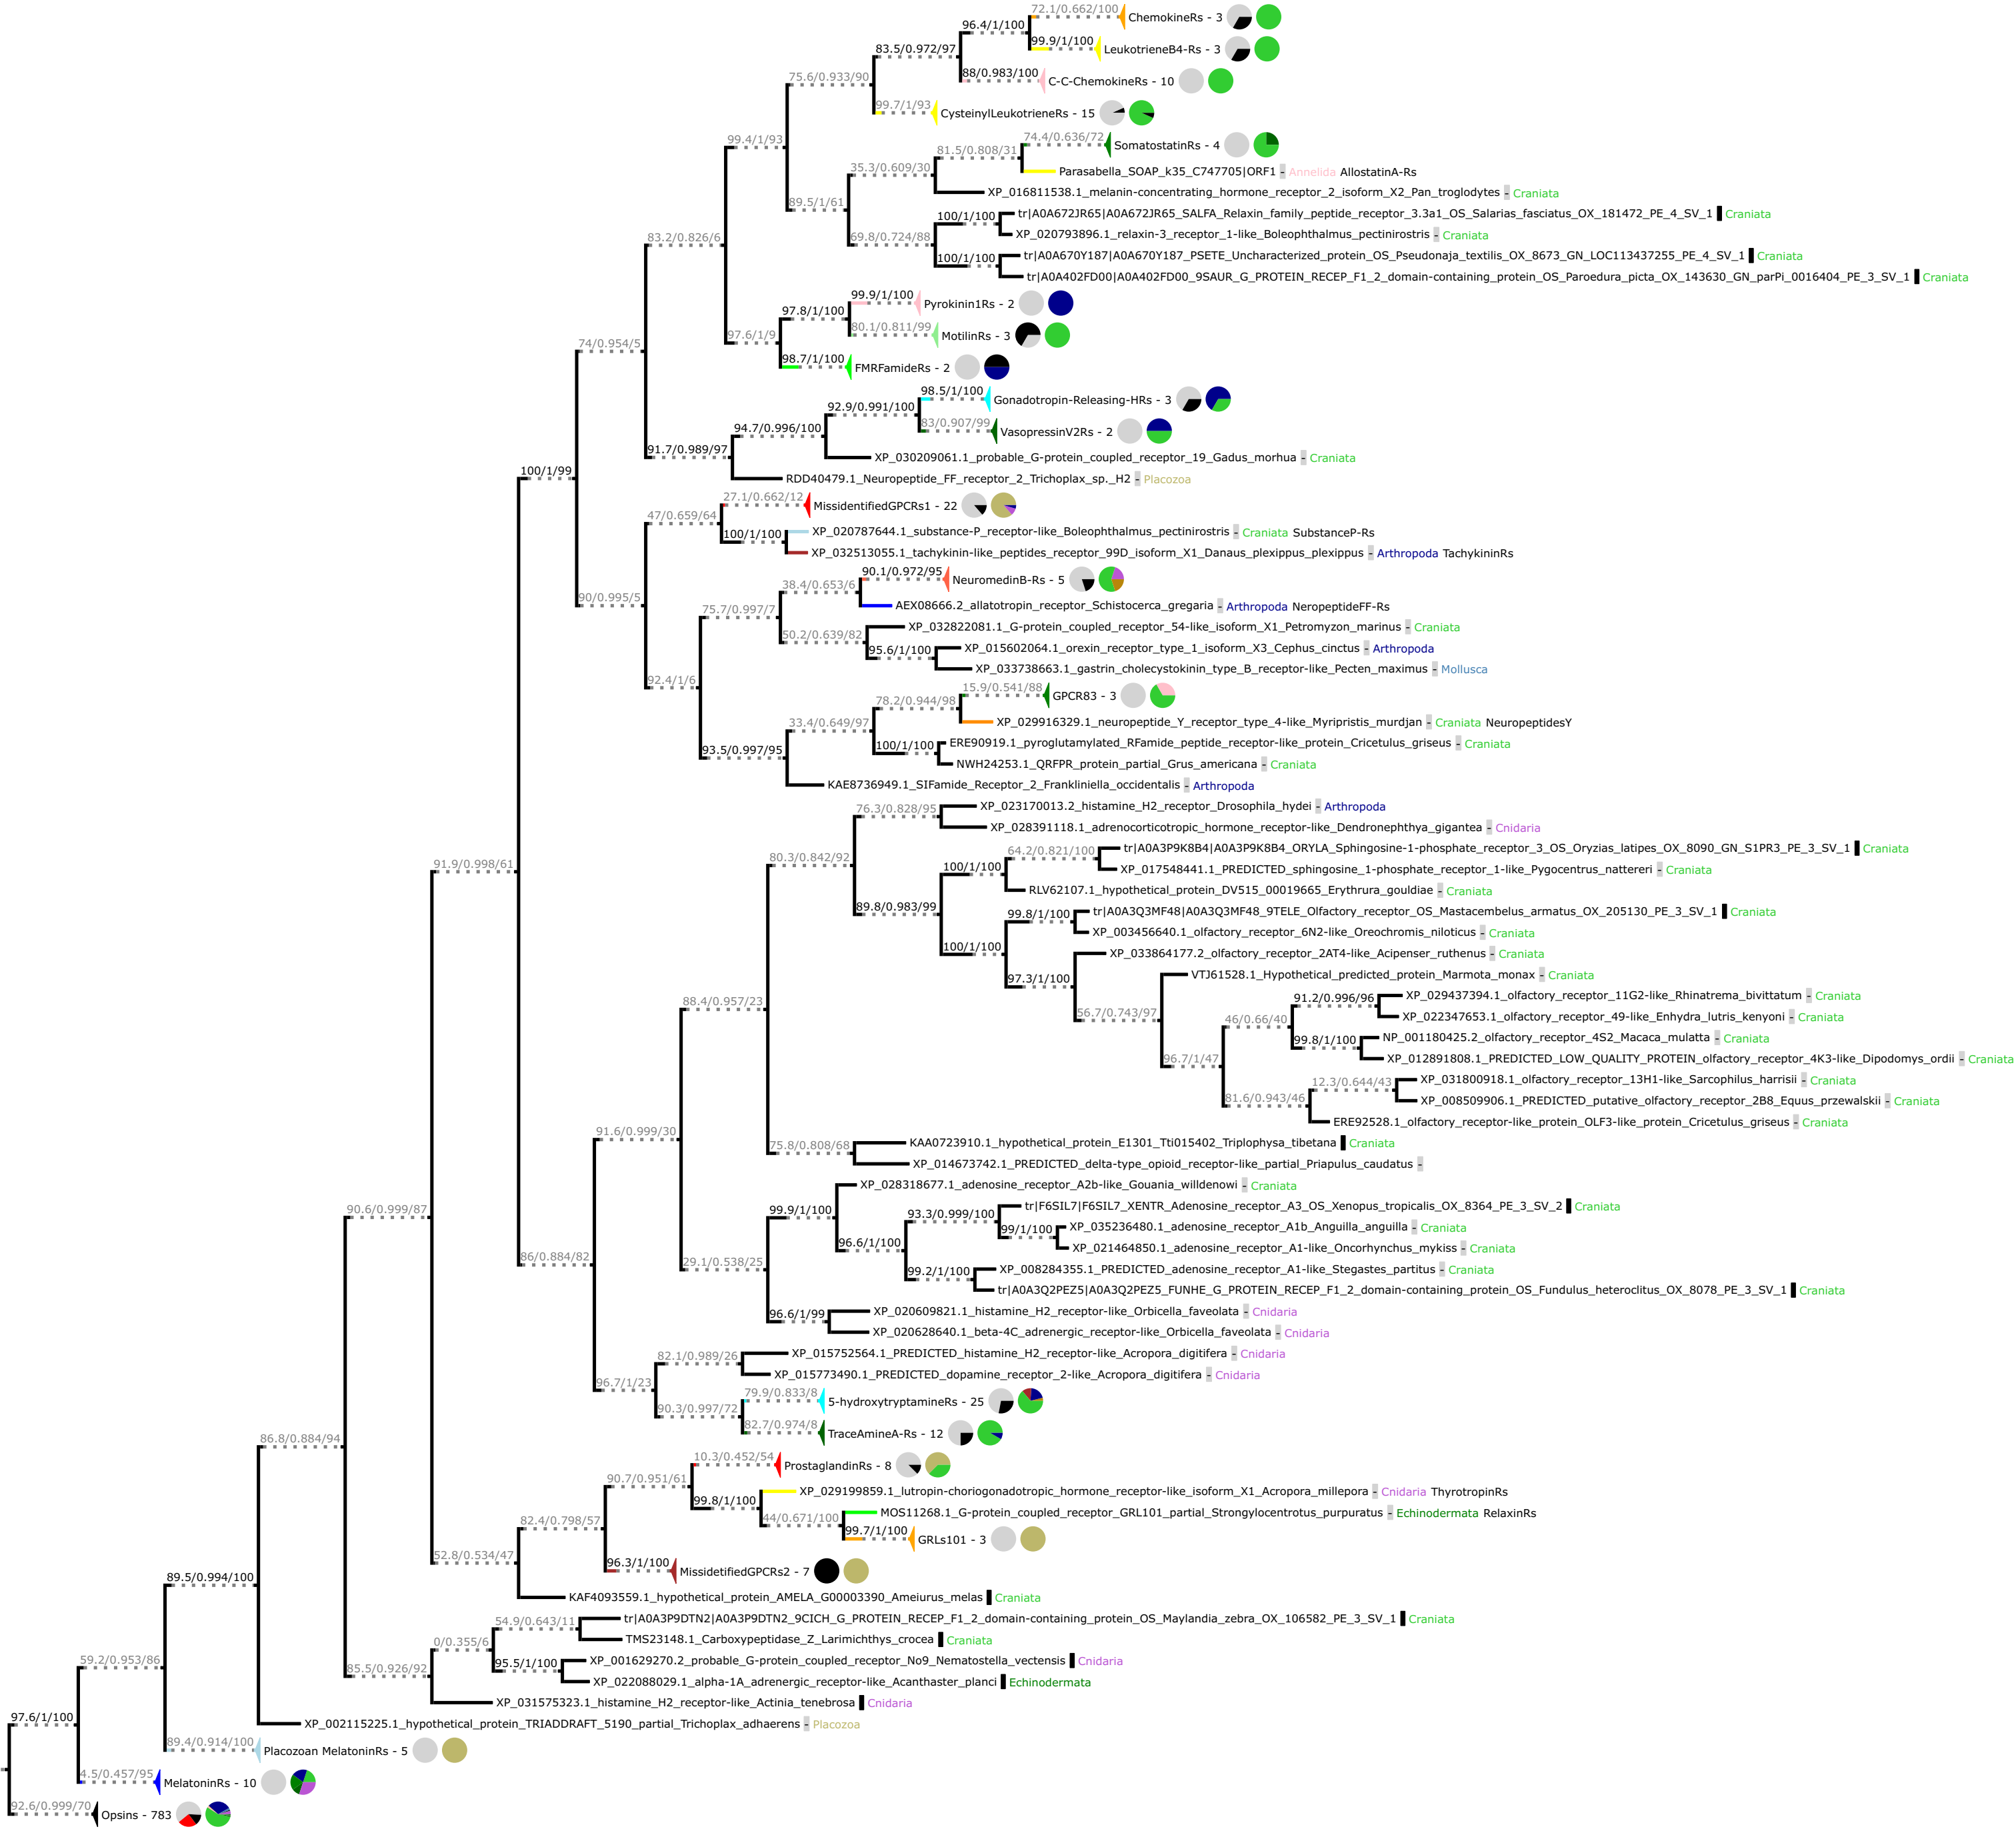 72.1/0.662/100
ChemokineRs - 3
96.4/1/100
99.9/1/100
LeukotrieneB4-Rs - 3
83.5/0.972/97
88/0.983/100
C-C-ChemokineRs - 10
75.6/0.933/90
99.7/1/93
CysteinylLeukotrieneRs - 15
99.4/1/93
74.4/0.636/72
SomatostatinRs - 4
81.5/0.808/31
Parasabella_SOAP_k35_C747705|ORF1 - Annelida AllostatinA-Rs
35.3/0.609/30
XP_016811538.1_melanin-concentrating_hormone_receptor_2_isoform_X2_Pan_troglodytes - Craniata
89.5/1/61
100/1/100
tr|A0A672JR65|A0A672JR65_SALFA_Relaxin_family_peptide_receptor_3.3a1_OS_Salarias_fasciatus_OX_181472_PE_4_SV_1 Craniata
XP_020793896.1_relaxin-3_receptor_1-like_Boleophthalmus_pectinirostris - Craniata
69.8/0.724/88
100/1/100
tr|A0A670Y187|A0A670Y187_PSETE_Uncharacterized_protein_OS_Pseudonaja_textilis_OX_8673_GN_LOC113437255_PE_4_SV_1 Craniata
tr|A0A402FD00|A0A402FD00_9SAUR_G_PROTEIN_RECEP_F1_2_domain-containing_protein_OS_Paroedura_picta_OX_143630_GN_parPi_0016404_PE_3_SV_1 Craniata
83.2/0.826/6
99.9/1/100
Pyrokinin1Rs - 2
97.8/1/100
80.1/0.811/99
MotilinRs - 3
97.6/1/9
98.7/1/100
FMRFamideRs - 2
74/0.954/5
98.5/1/100
Gonadotropin-Releasing-HRs - 3
92.9/0.991/100
83/0.907/99
VasopressinV2Rs - 2
94.7/0.996/100
XP_030209061.1_probable_G-protein_coupled_receptor_19_Gadus_morhua - Craniata
91.7/0.989/97
RDD40479.1_Neuropeptide_FF_receptor_2_Trichoplax_sp._H2 - Placozoa
100/1/99
27.1/0.662/12
MissidentifiedGPCRs1 - 22
47/0.659/64
100/1/100
XP_020787644.1_substance-P_receptor-like_Boleophthalmus_pectinirostris - Craniata SubstanceP-Rs
XP_032513055.1_tachykinin-like_peptides_receptor_99D_isoform_X1_Danaus_plexippus_plexippus - Arthropoda TachykininRs
90/0.995/5
90.1/0.972/95
NeuromedinB-Rs - 5
38.4/0.653/6
AEX08666.2_allatotropin_receptor_Schistocerca_gregaria - Arthropoda NeropeptideFF-Rs
75.7/0.997/7
50.2/0.639/82
XP_032822081.1_G-protein_coupled_receptor_54-like_isoform_X1_Petromyzon_marinus - Craniata
95.6/1/100
XP_015602064.1_orexin_receptor_type_1_isoform_X3_Cephus_cinctus - Arthropoda
XP_033738663.1_gastrin_cholecystokinin_type_B_receptor-like_Pecten_maximus - Mollusca
92.4/1/6
15.9/0.541/88
GPCR83 - 3
78.2/0.944/98
XP_029916329.1_neuropeptide_Y_receptor_type_4-like_Myripristis_murdjan - Craniata NeuropeptidesY
33.4/0.649/97
100/1/100
ERE90919.1_pyroglutamylated_RFamide_peptide_receptor-like_protein_Cricetulus_griseus - Craniata
NWH24253.1_QRFPR_protein_partial_Grus_americana - Craniata
93.5/0.997/95
KAE8736949.1_SIFamide_Receptor_2_Frankliniella_occidentalis - Arthropoda
91.9/0.998/61
76.3/0.828/95
XP_023170013.2_histamine_H2_receptor_Drosophila_hydei - Arthropoda
XP_028391118.1_adrenocorticotropic_hormone_receptor-like_Dendronephthya_gigantea - Cnidaria
80.3/0.842/92
64.2/0.821/100
tr|A0A3P9K8B4|A0A3P9K8B4_ORYLA_Sphingosine-1-phosphate_receptor_3_OS_Oryzias_latipes_OX_8090_GN_S1PR3_PE_3_SV_1 Craniata
XP_017548441.1_PREDICTED_sphingosine_1-phosphate_receptor_1-like_Pygocentrus_nattereri - Craniata
100/1/100
RLV62107.1_hypothetical_protein_DV515_00019665_Erythrura_gouldiae - Craniata
89.8/0.983/99
99.8/1/100
tr|A0A3Q3MF48|A0A3Q3MF48_9TELE_Olfactory_receptor_OS_Mastacembelus_armatus_OX_205130_PE_3_SV_1 Craniata
XP_003456640.1_olfactory_receptor_6N2-like_Oreochromis_niloticus - Craniata
100/1/100
XP_033864177.2_olfactory_receptor_2AT4-like_Acipenser_ruthenus - Craniata
97.3/1/100
VTJ61528.1_Hypothetical_predicted_protein_Marmota_monax - Craniata
56.7/0.743/97
91.2/0.996/96
XP_029437394.1_olfactory_receptor_11G2-like_Rhinatrema_bivittatum - Craniata
XP_022347653.1_olfactory_receptor_49-like_Enhydra_lutris_kenyoni - Craniata
46/0.66/40
99.8/1/100
NP_001180425.2_olfactory_receptor_4S2_Macaca_mulatta - Craniata
XP_012891808.1_PREDICTED_LOW_QUALITY_PROTEIN_olfactory_receptor_4K3-like_Dipodomys_ordii - Craniata
96.7/1/47
12.3/0.644/43
XP_031800918.1_olfactory_receptor_13H1-like_Sarcophilus_harrisii - Craniata
XP_008509906.1_PREDICTED_putative_olfactory_receptor_2B8_Equus_przewalskii - Craniata
81.6/0.943/46
ERE92528.1_olfactory_receptor-like_protein_OLF3-like_protein_Cricetulus_griseus - Craniata
88.4/0.957/23
75.8/0.808/68
KAA0723910.1_hypothetical_protein_E1301_Tti015402_Triplophysa_tibetana Craniata
XP_014673742.1_PREDICTED_delta-type_opioid_receptor-like_partial_Priapulus_caudatus -
91.6/0.999/30
XP_028318677.1_adenosine_receptor_A2b-like_Gouania_willdenowi - Craniata
99.9/1/100
93.3/0.999/100
tr|F6SIL7|F6SIL7_XENTR_Adenosine_receptor_A3_OS_Xenopus_tropicalis_OX_8364_PE_3_SV_2 Craniata
99/1/100
XP_035236480.1_adenosine_receptor_A1b_Anguilla_anguilla - Craniata
XP_021464850.1_adenosine_receptor_A1-like_Oncorhynchus_mykiss - Craniata
96.6/1/100
99.2/1/100
XP_008284355.1_PREDICTED_adenosine_receptor_A1-like_Stegastes_partitus - Craniata
tr|A0A3Q2PEZ5|A0A3Q2PEZ5_FUNHE_G_PROTEIN_RECEP_F1_2_domain-containing_protein_OS_Fundulus_heteroclitus_OX_8078_PE_3_SV_1 Craniata
29.1/0.538/25
96.6/1/99
XP_020609821.1_histamine_H2_receptor-like_Orbicella_faveolata - Cnidaria
XP_020628640.1_beta-4C_adrenergic_receptor-like_Orbicella_faveolata - Cnidaria
86/0.884/82
82.1/0.989/26
XP_015752564.1_PREDICTED_histamine_H2_receptor-like_Acropora_digitifera - Cnidaria
XP_015773490.1_PREDICTED_dopamine_receptor_2-like_Acropora_digitifera - Cnidaria
96.7/1/23
79.9/0.833/8
5-hydroxytryptamineRs - 25
90.3/0.997/72
82.7/0.974/8
TraceAmineA-Rs - 12
90.6/0.999/87
10.3/0.452/54
ProstaglandinRs - 8
90.7/0.951/61
99.8/1/100
XP_029199859.1_lutropin-choriogonadotropic_hormone_receptor-like_isoform_X1_Acropora_millepora - Cnidaria ThyrotropinRs
44/0.671/100
MOS11268.1_G-protein_coupled_receptor_GRL101_partial_Strongylocentrotus_purpuratus - Echinodermata RelaxinRs
99.7/1/100
GRLs101 - 3
82.4/0.798/57
96.3/1/100
MissidetifiedGPCRs2 - 7
52.8/0.534/47
KAF4093559.1_hypothetical_protein_AMELA_G00003390_Ameiurus_melas Craniata
86.8/0.884/94
54.9/0.643/11
tr|A0A3P9DTN2|A0A3P9DTN2_9CICH_G_PROTEIN_RECEP_F1_2_domain-containing_protein_OS_Maylandia_zebra_OX_106582_PE_3_SV_1 Craniata
TMS23148.1_Carboxypeptidase_Z_Larimichthys_crocea Craniata
0/0.355/6
95.5/1/100
XP_001629270.2_probable_G-protein_coupled_receptor_No9_Nematostella_vectensis Cnidaria
XP_022088029.1_alpha-1A_adrenergic_receptor-like_Acanthaster_planci Echinodermata
85.5/0.926/92
XP_031575323.1_histamine_H2_receptor-like_Actinia_tenebrosa Cnidaria
89.5/0.994/100
XP_002115225.1_hypothetical_protein_TRIADDRAFT_5190_partial_Trichoplax_adhaerens - Placozoa
59.2/0.953/86
89.4/0.914/100
Placozoan MelatoninRs - 5
97.6/1/100
4.5/0.457/95
MelatoninRs - 10
92.6/0.999/70
Opsins - 783